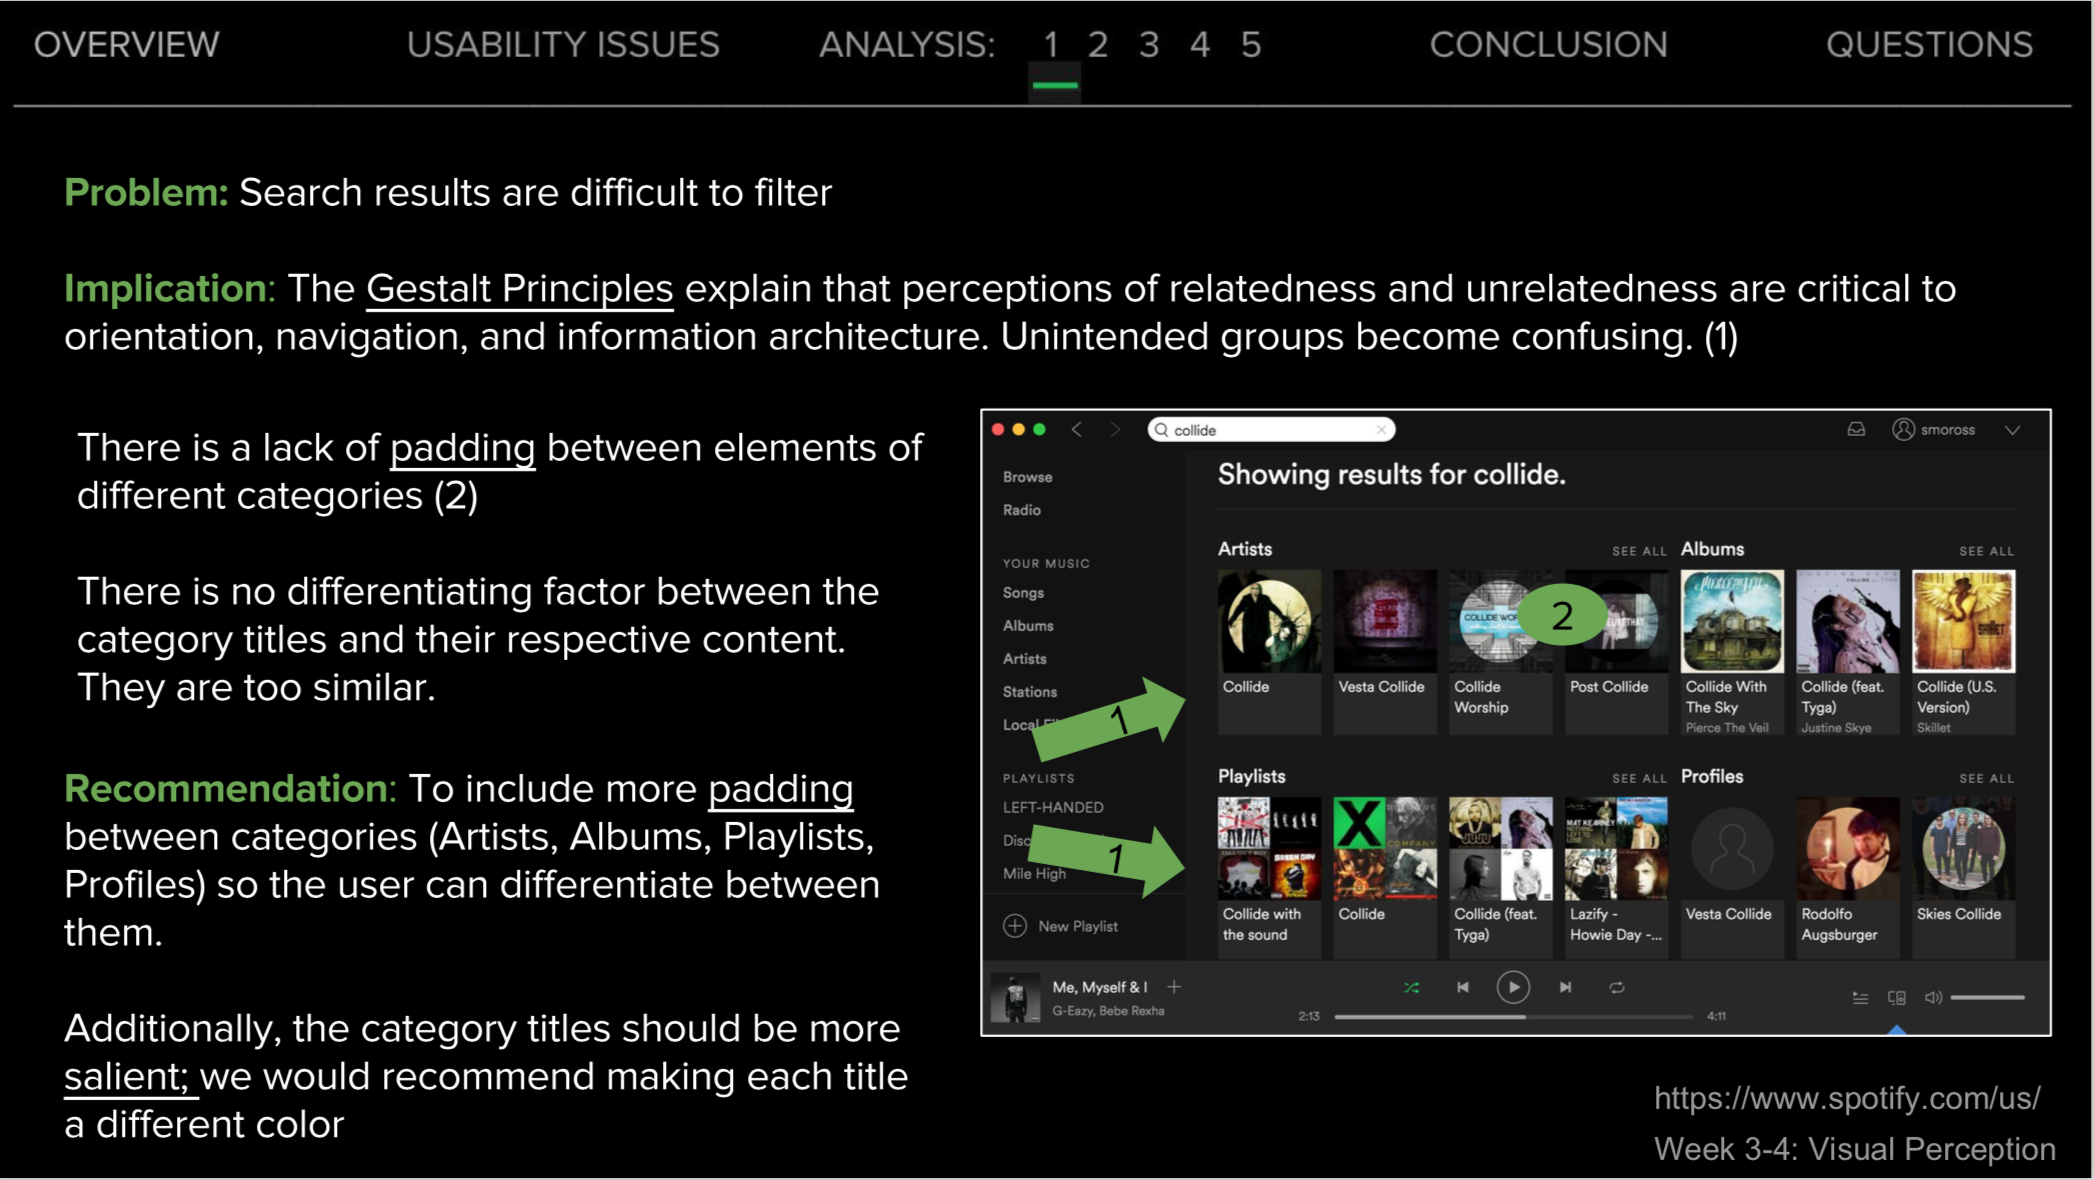 OVERVIEW USABILITY ISSUES ANALYSIS: 1 2 3 4 5 CONCLUSION QUESTIONS
Problem: Search results are difficult to filter
Implication: The Gestalt Principles explain that perceptions of relatedness and unrelatedness are critical to
orientation, navigation, and information architecture. Unintended groups become confusing. (1)
There is a lack of padding between elements of
different categories (2)
There is no differentiating factor between the
category titles and their respective content.
They are too similar.
Recommendation: To include more padding
between categories (Artists, Albums, Playlists,
Profiles) so the user can differentiate between
them.
Additionally, the category titles should be more
salient; we would recommend making each title
a different color
collide
smoross
Browse
Radio
YOUR MUSIC
Songs
Albums
Artists
Stations
Local
PLAYLISTS
LEFT-HANDED
Mile High
New Playlist
1
1
Showing results for collide.
Artists SEE ALL Albums SEE ALL
2
Collide Vesta Collide Collide Post Collide Collide With Collide (feat. Collide (U.S.
Worship The Sky Tyga) Version)
Pierce The Veil Justine Skye Skillet
Playlists SEE ALL Profiles SEE ALL
Collide with Collide Collide (feat. Lazify - Vesta Collide Rodolfo Skies Collide
the sound Tyga) Howie Day -... Augsburger
Me, Myself & I
G-Eazy, Bebe Rexha
2:13 4:11
https://www.spotify.com/us/
Week 3-4: Visual Perception